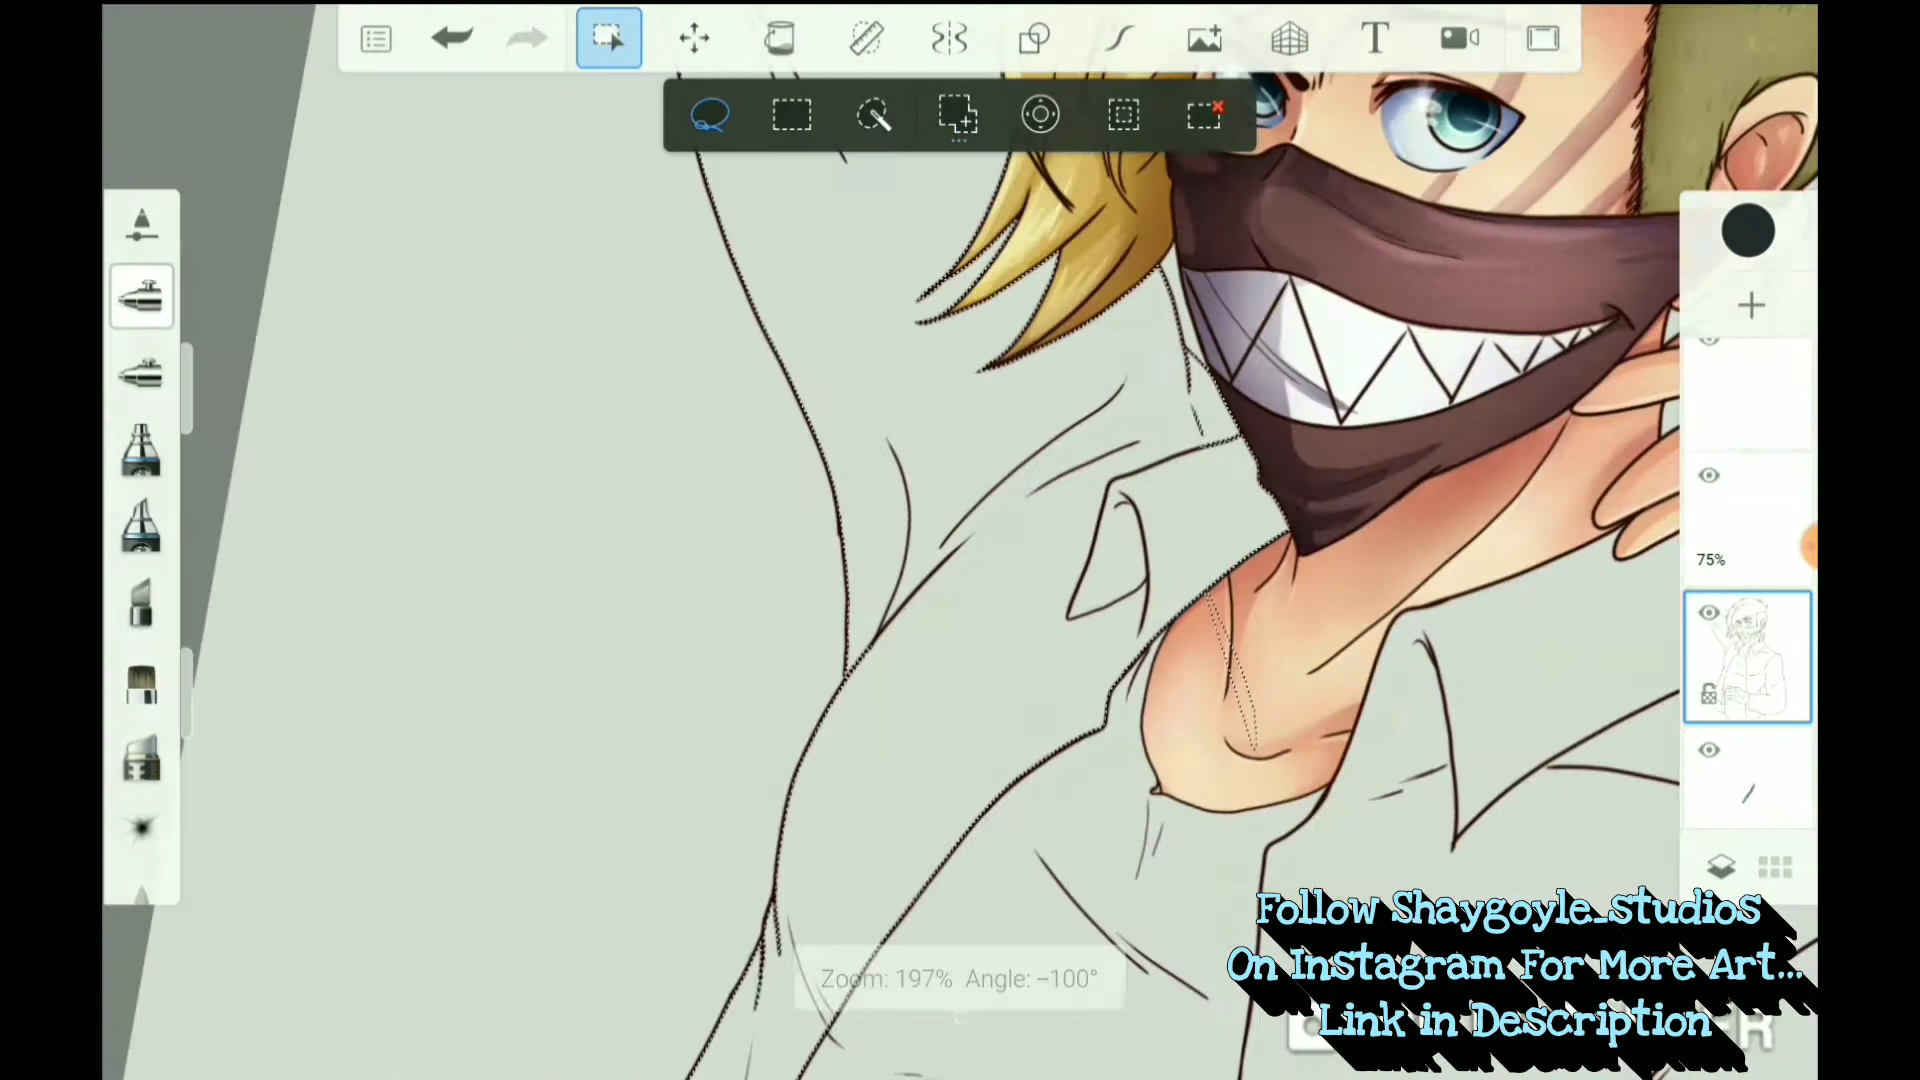 75%
Zoom: 197% Angle: −100°
Follow Shaygoyle_studios
On Instagram For More Art...
Link in Description